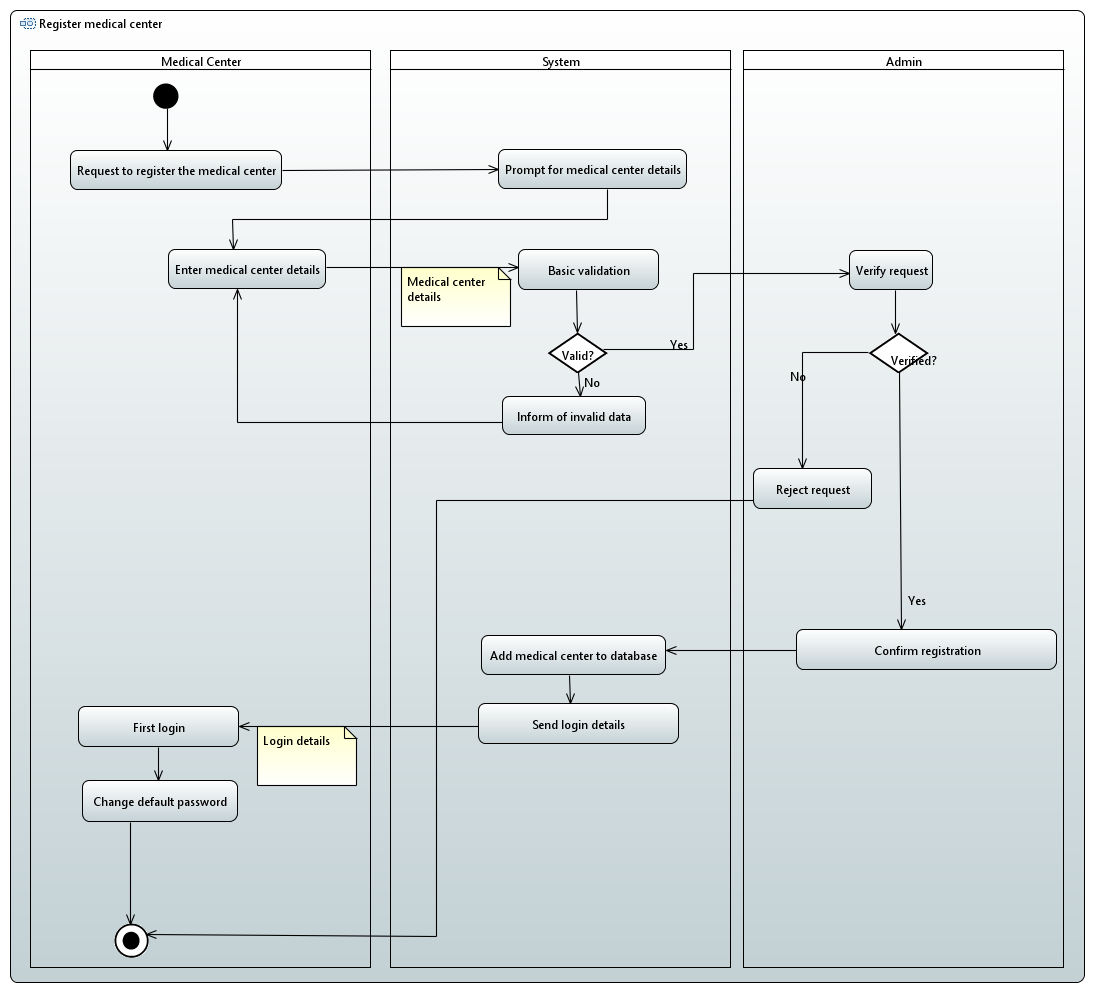 Register medical center
Medical Center
System
Admin
Request to register the medical center
Prompt for medical center details
Enter medical center details
Medical center
details
Basic validation
Verify request
Valid?
Yes
No
Verified?
No
Inform of invalid data
Reject request
Yes
Add medical center to database
Confirm registration
First login
Login details
Send login details
Change default password